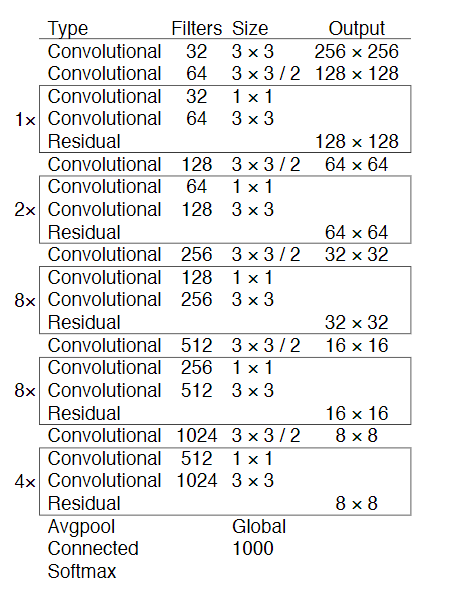 Type Filters Size Output
Convolutional 32 3 × 3 256 × 256
Convolutional 64 3 × 3 / 2 128 × 128
Convolutional 32 1 × 1
1× Convolutional 64 3 × 3
Residual 128 × 128
Convolutional 128 3 × 3 / 2 64 × 64
Convolutional 64 1 × 1
2× Convolutional 128 3 × 3
Residual 64 × 64
Convolutional 256 3 × 3 / 2 32 × 32
Convolutional 128 1 × 1
8× Convolutional 256 3 × 3
Residual 32 × 32
Convolutional 512 3 × 3 / 2 16 × 16
Convolutional 256 1 × 1
8× Convolutional 512 3 × 3
Residual 16 × 16
Convolutional 1024 3 × 3 / 2 8 × 8
Convolutional 512 1 × 1
4× Convolutional 1024 3 × 3
Residual 8 × 8
Avgpool Global
Connected 1000
Softmax